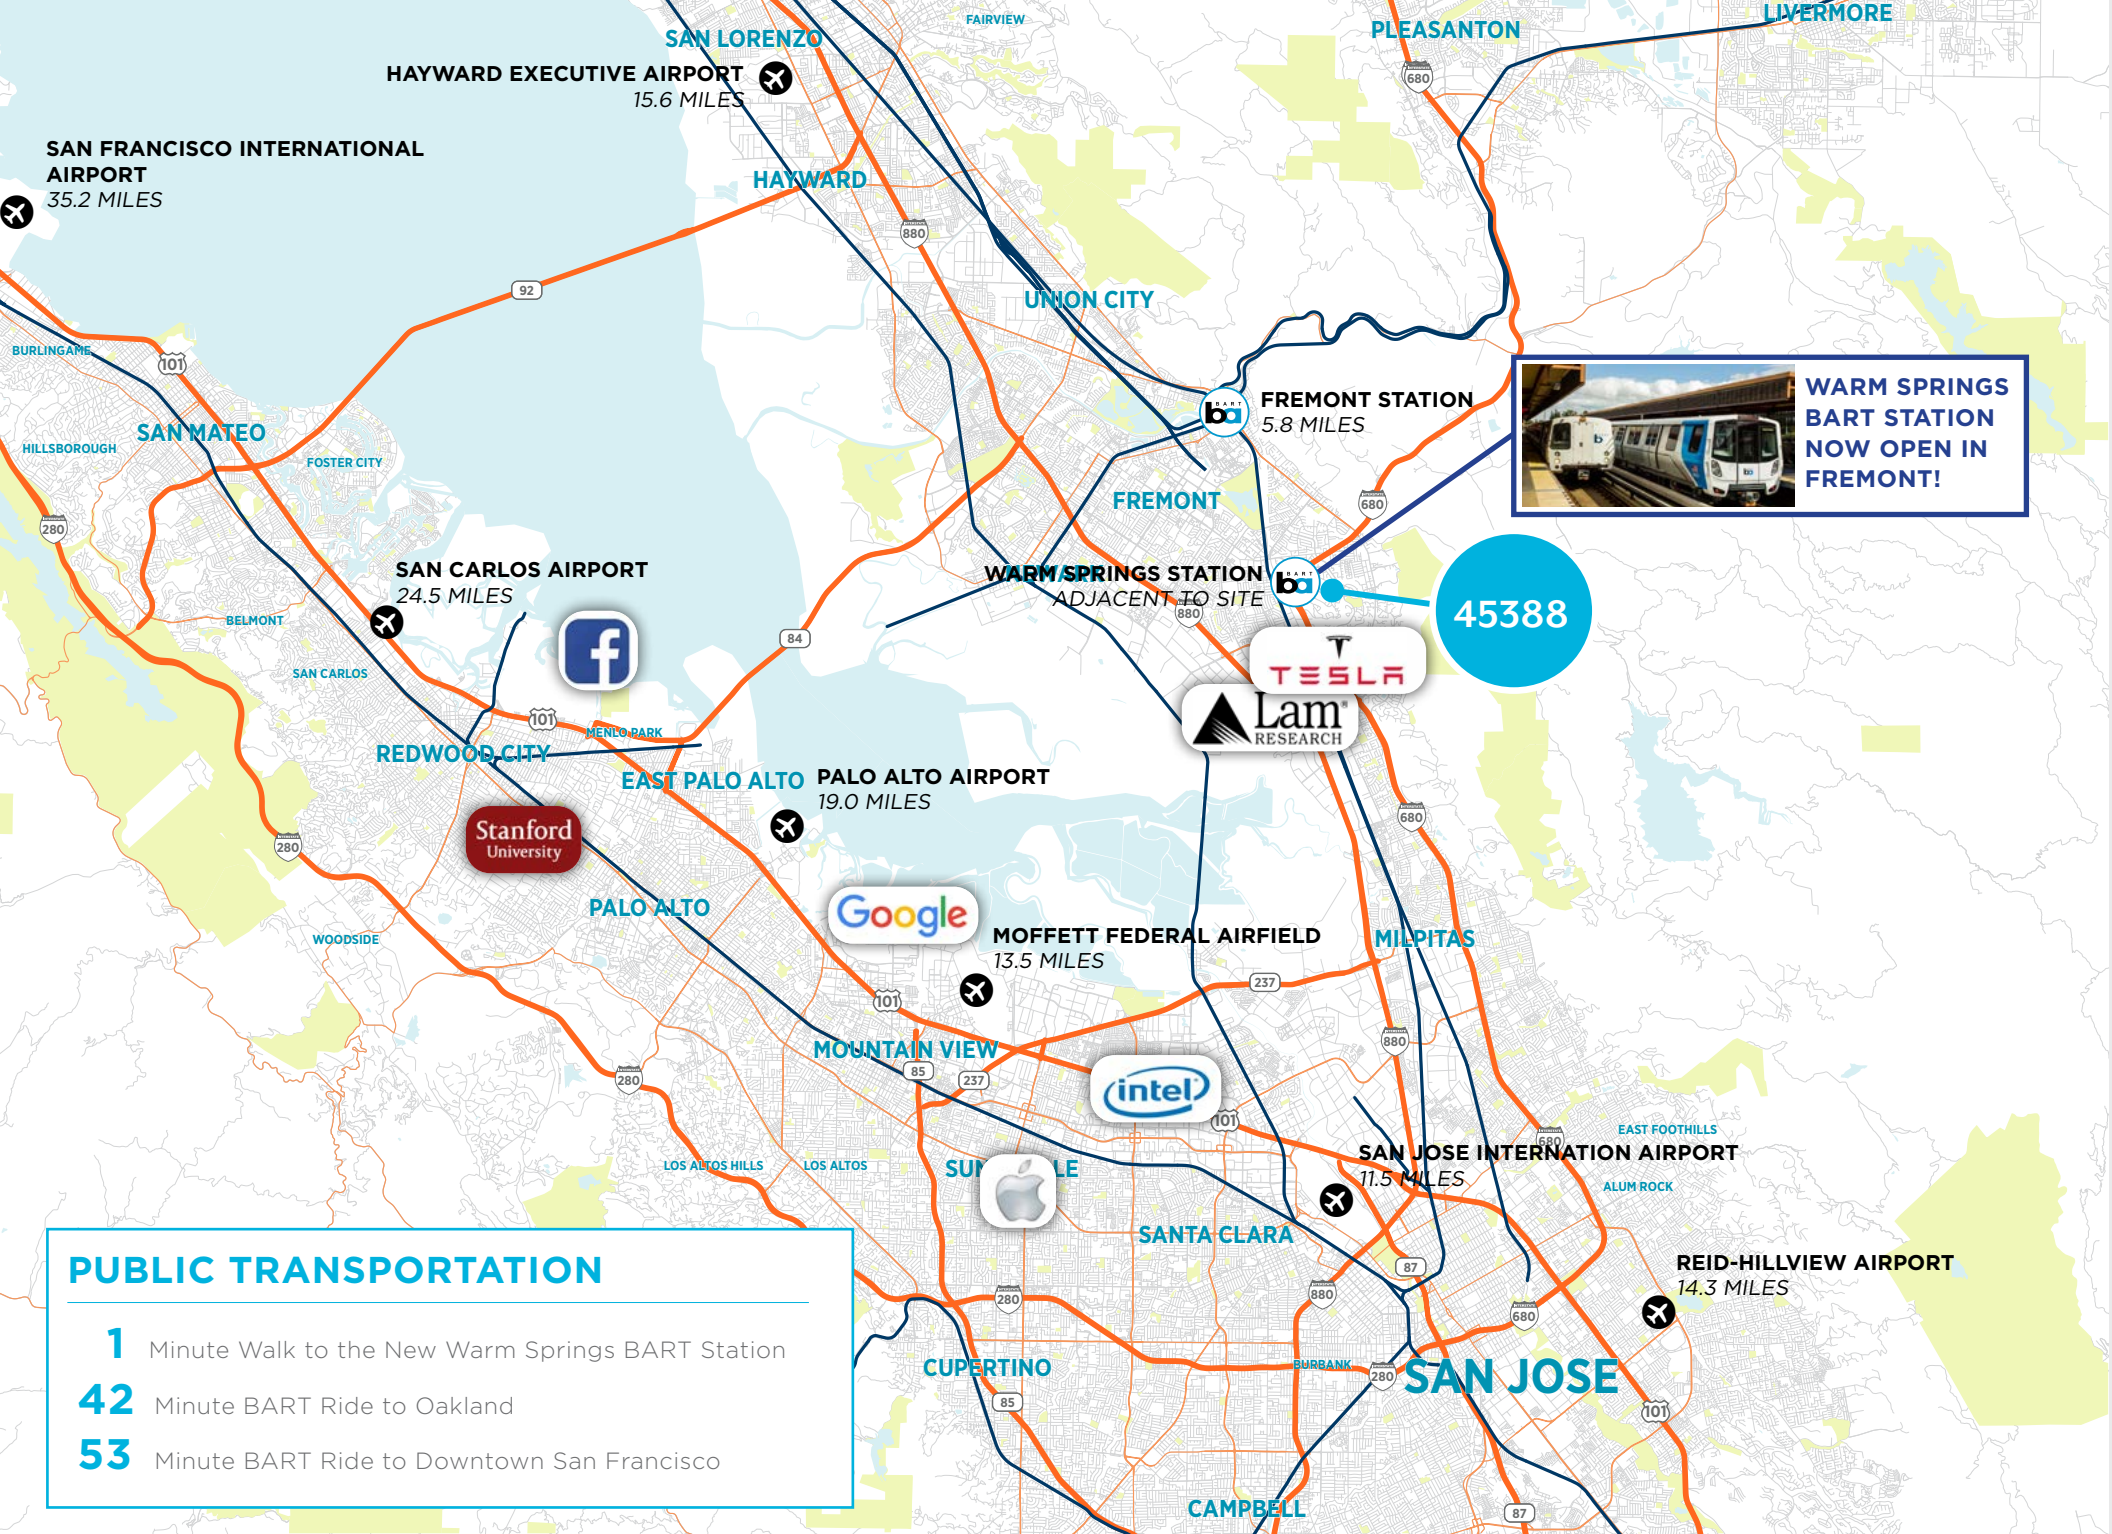 FAIRVIEW
LIVERMORE
PLEASANTON
SAN LORENZO
HAYWARD EXECUTIVE AIRPORT
15.6 MILES
680
SAN FRANCISCO INTERNATIONAL
AIRPORT
35.2 MILES
HAYWARD
880
92
UNION CITY
BURLINGAME
101
WARM SPRINGS
BART STATION
NOW OPEN IN
FREMONT!
BART
ba
FREMONT STATION
5.8 MILES
SAN MATEO
HILLSBOROUGH
FOSTER CITY
FREMONT
680
280
SAN CARLOS AIRPORT
24.5 MILES
WARM SPRINGS STATION
ADJACENT TO SITE
BART
ba
880
45388
BELMONT
84
SAN CARLOS
TESLA
Lam
RESEARCH
101
MENLO PARK
REDWOOD CITY
EAST PALO ALTO
PALO ALTO AIRPORT
19.0 MILES
680
Stanford
University
280
PALO ALTO
Google
WOODSIDE
MOFFETT FEDERAL AIRFIELD
13.5 MILES
MILPITAS
237
101
880
MOUNTAIN VIEW
85
237
280
intel
101
EAST FOOTHILLS
680
SAN JOSE INTERNATION AIRPORT
11.5 MILES
LOS ALTOS HILLS
LOS ALTOS
ALUM ROCK
SANTA CLARA
87
REID-HILLVIEW AIRPORT
14.3 MILES
880
280
680
PUBLIC TRANSPORTATION
1 Minute Walk to the New Warm Springs BART Station
42 Minute BART Ride to Oakland
53 Minute BART Ride to Downtown San Francisco
CUPERTINO
BURBANK
280
SAN JOSE
85
101
CAMPBELL
87